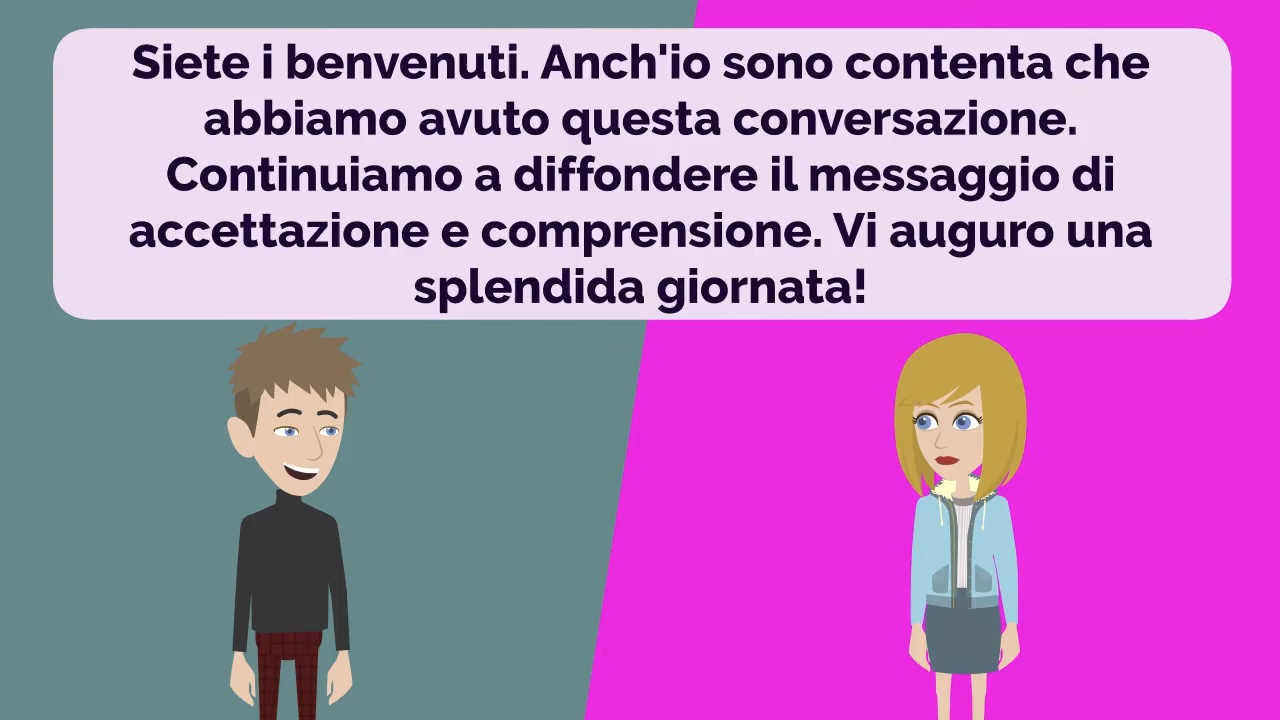 Siete i benvenuti. Anch'io sono contenta che
abbiamo avuto questa conversazione.
Continuiamo a diffondere il messaggio di
accettazione e comprensione. Vi auguro una
splendida giornata!